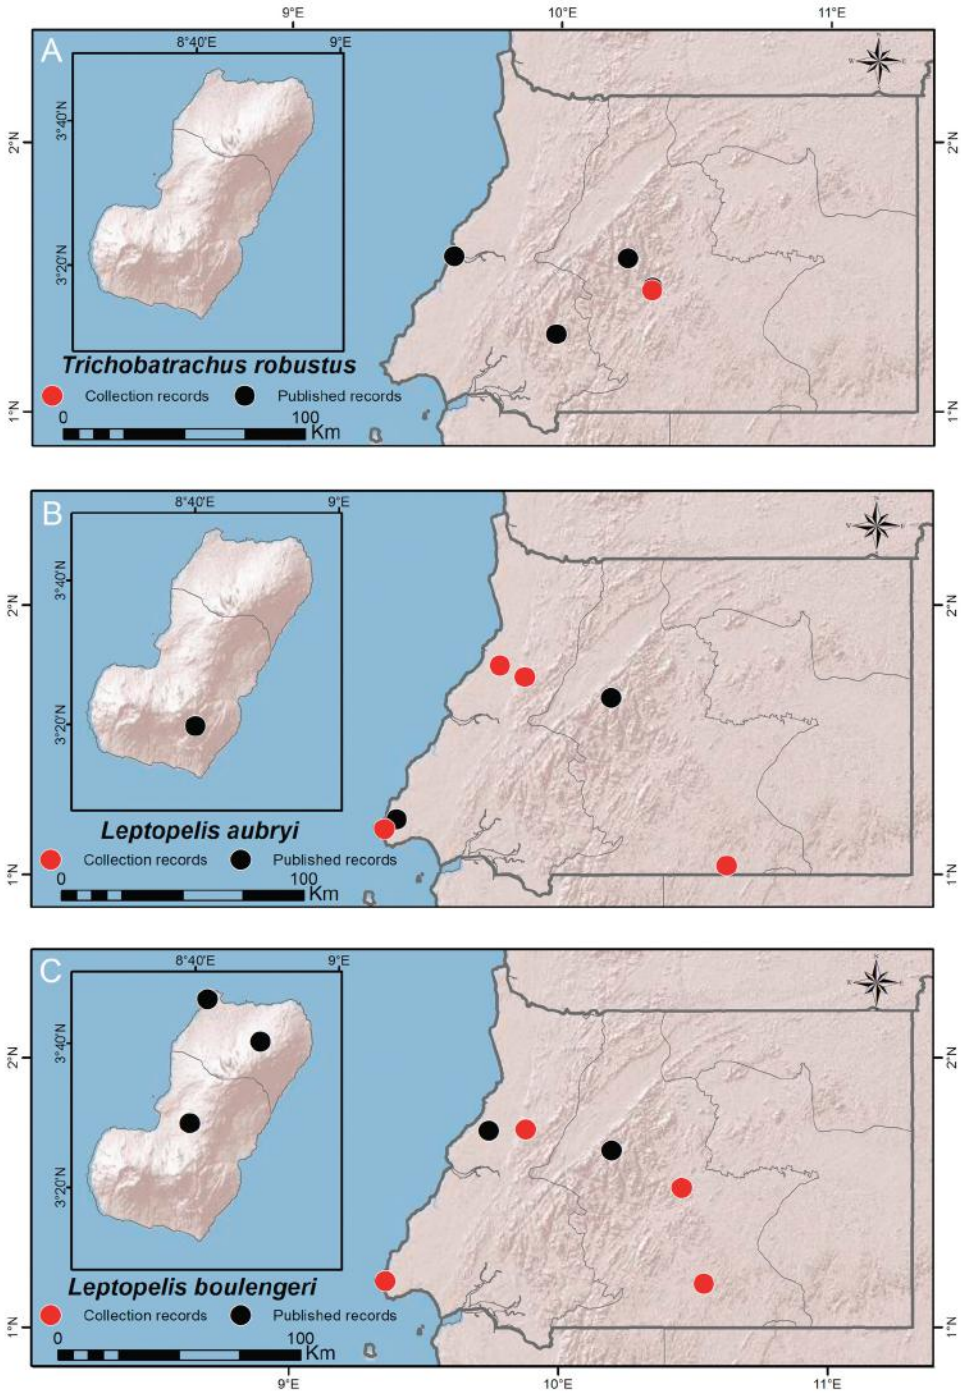 9°E 10°E 11°E
A
8°40'E 9°E
3°40'N
3°20'N
2°N 2°N
1°N 1°N
N
W E
S
Trichobatrachus robustus
Collection records Published records
0 100
Km
B
8°40'E 9°E
3°40'N
3°20'N
2°N 2°N
1°N 1°N
Leptopelis aubryi
Collection records Published records
0 100
Km
C
8°40'E 9°E
3°40'N
3°20'N
2°N 2°N
1°N 1°N
Leptopelis boulengeri
Collection records Published records
0 100
Km
9°E 10°E 11°E